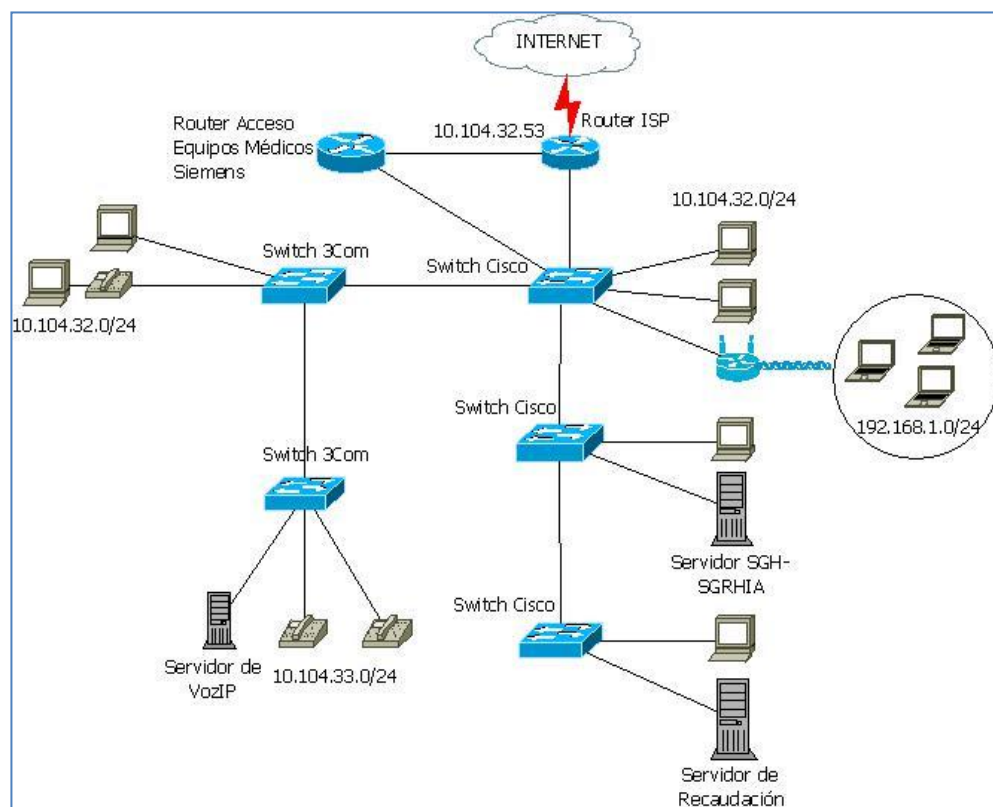 INTERNET
Router ISP
10.104.32.53
Router Acceso
Equipos Médicos
Siemens
10.104.32.0/24
Switch 3Com
Switch Cisco
10.104.32.0/24
Switch Cisco
192.168.1.0/24
Switch 3Com
Servidor SGH-
SGRHIA
Switch Cisco
Servidor de
VozIP
10.104.33.0/24
Servidor de
Recaudación